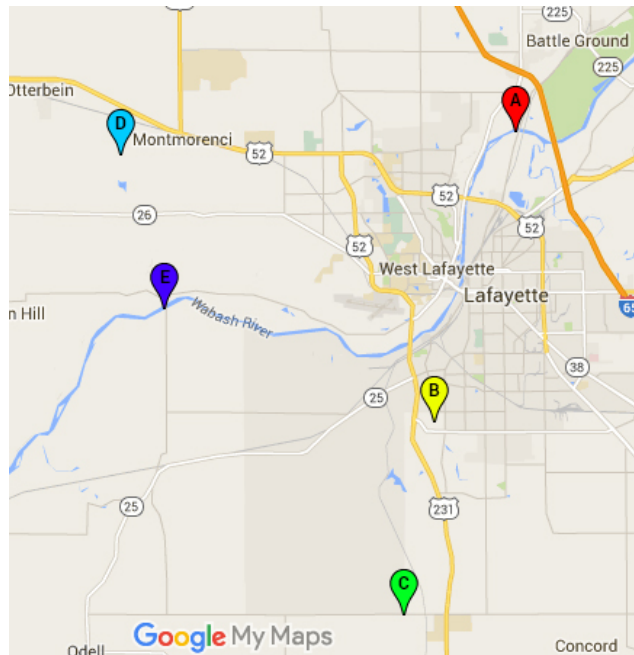 225
Battle Ground
225
A
Otterbein
D
Montmorenci
52
52
26
52
52
E
West Lafayette
Lafayette
n Hill
Wabash River
65
38
25
B
25
231
C
Google My Maps
Odell
Concord